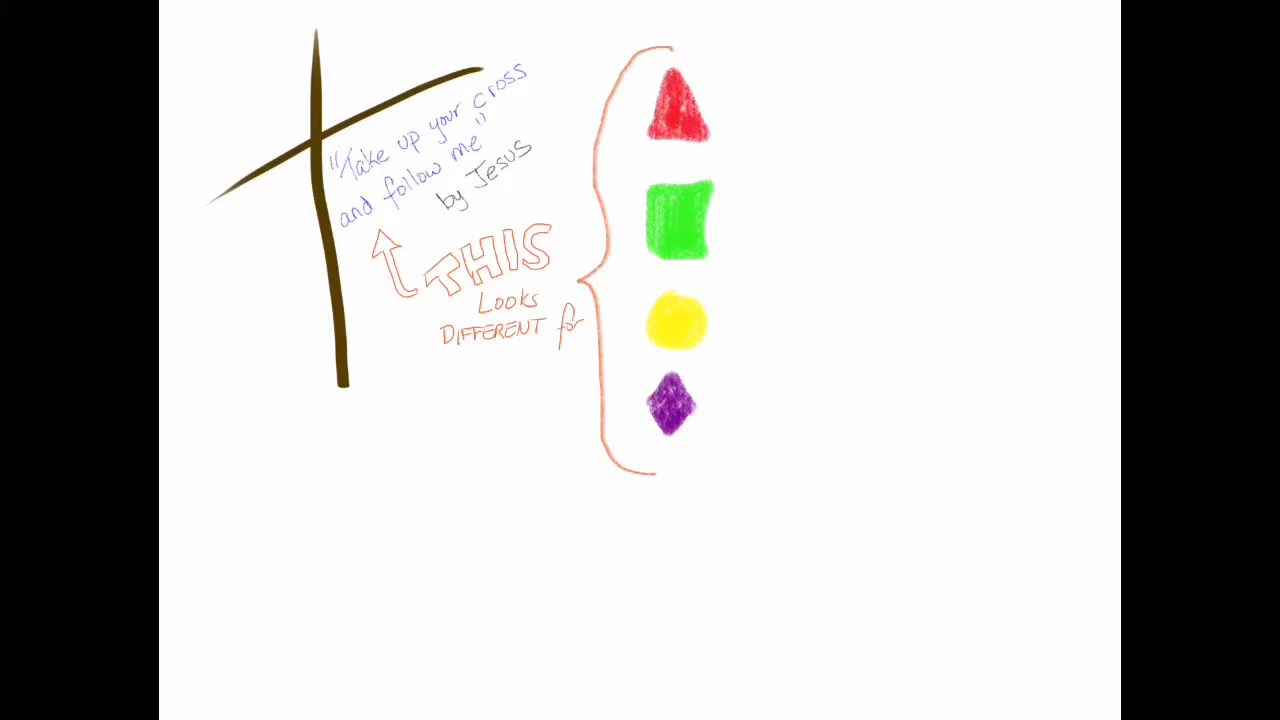 "Take up your cross
and follow me"
by Jesus
THIS
Looks
DIFFERENT for